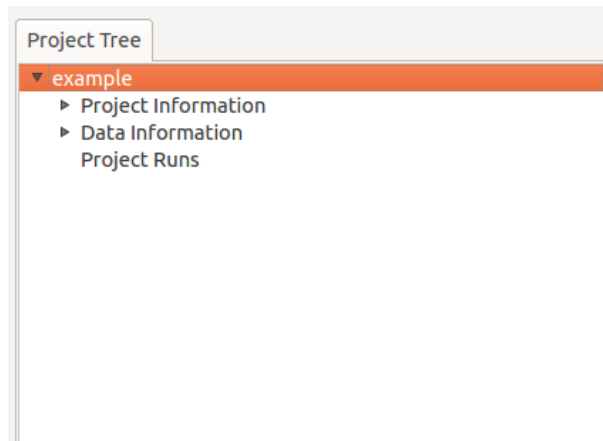 Project Tree
example
Project Information
Data Information
Project Runs